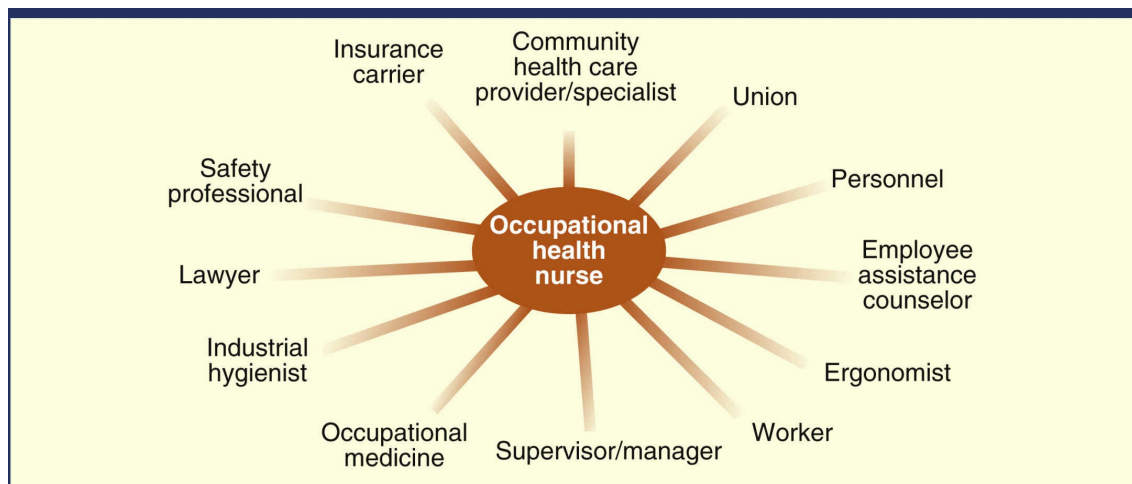 Insurance
carrier
Community
health care
provider/specialist
Union
Safety
professional
Personnel
Occupational
health
nurse
Lawyer
Employee
assistance
counselor
Industrial
hygienist
Ergonomist
Occupational
medicine
Supervisor/manager
Worker